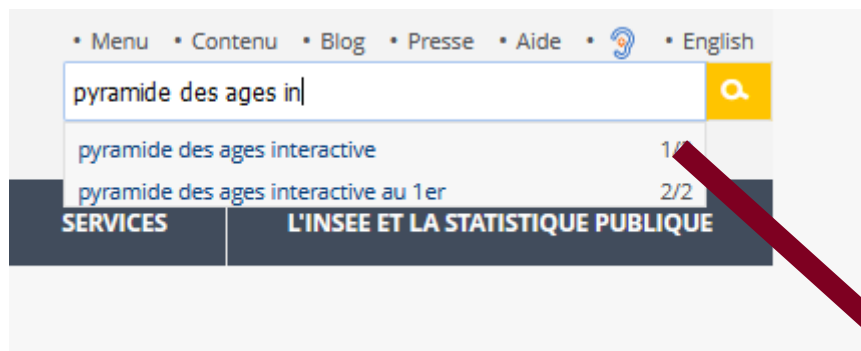 • Menu • Contenu • Blog • Presse • Aide • • English
pyramide des ages in
pyramide des ages interactive
pyramide des ages interactive au 1er 2/2
SERVICES L'INSEE ET LA STATISTIQUE PUBLIQUE